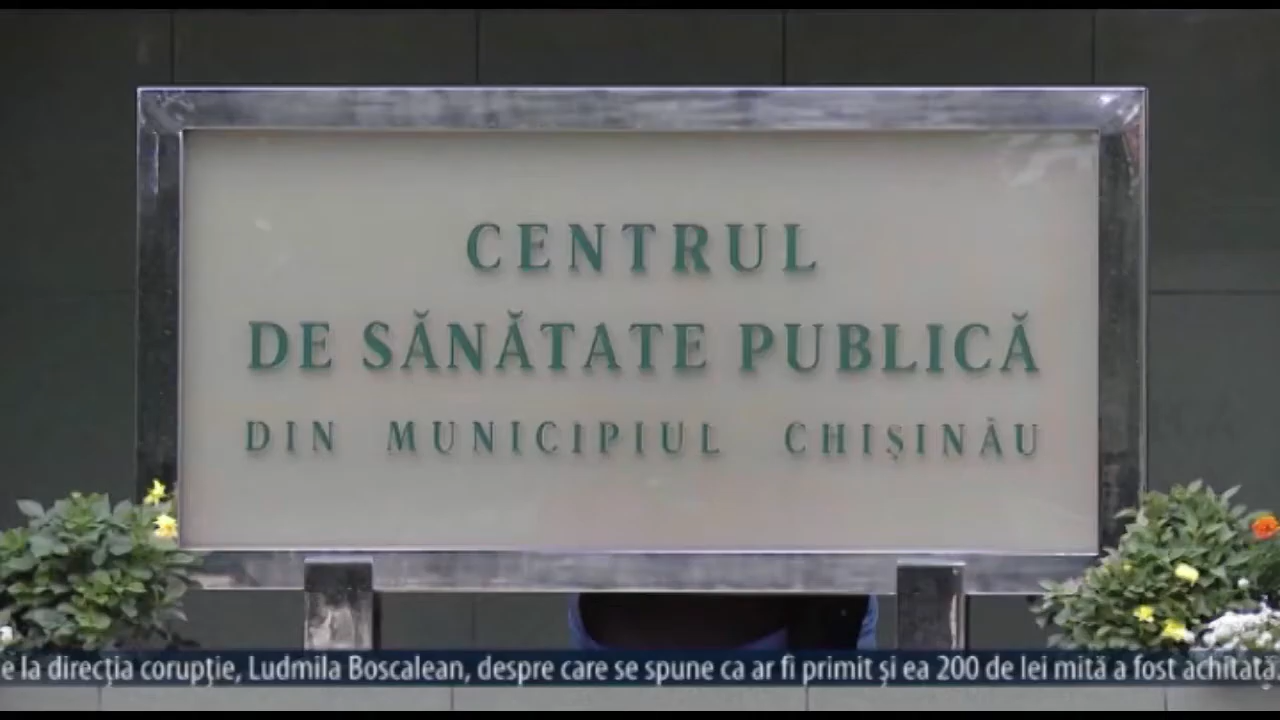 CENTRUL
DE SĂNĂTATE PUBLICĂ
DIN MUNICIPIUL CHIȘINĂU
e la direcția corupție, Ludmila Boscalean, despre care se spune ca ar fi primit și ea 200 de lei mită a fost achitată.